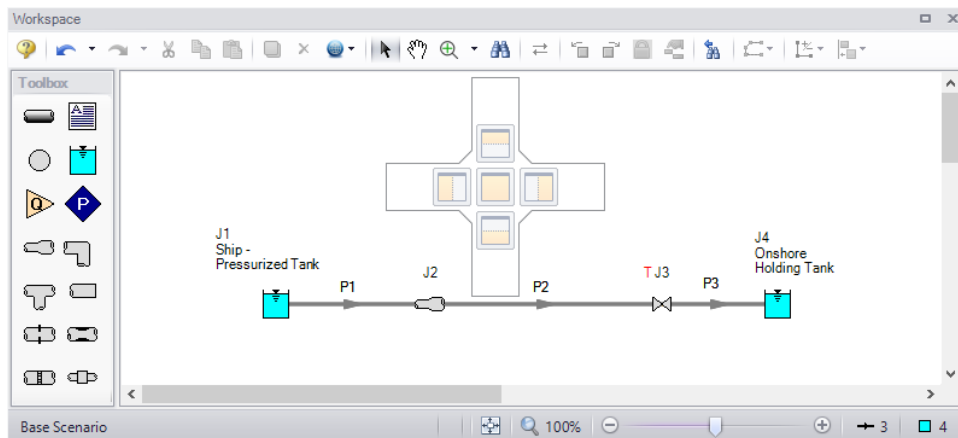 Workspace
Toolbox
A
Q
P
J1
Ship -
Pressurized Tank
P1
J2
P2
T J3
P3
J4
Onshore
Holding Tank
Base Scenario
100%
3
4